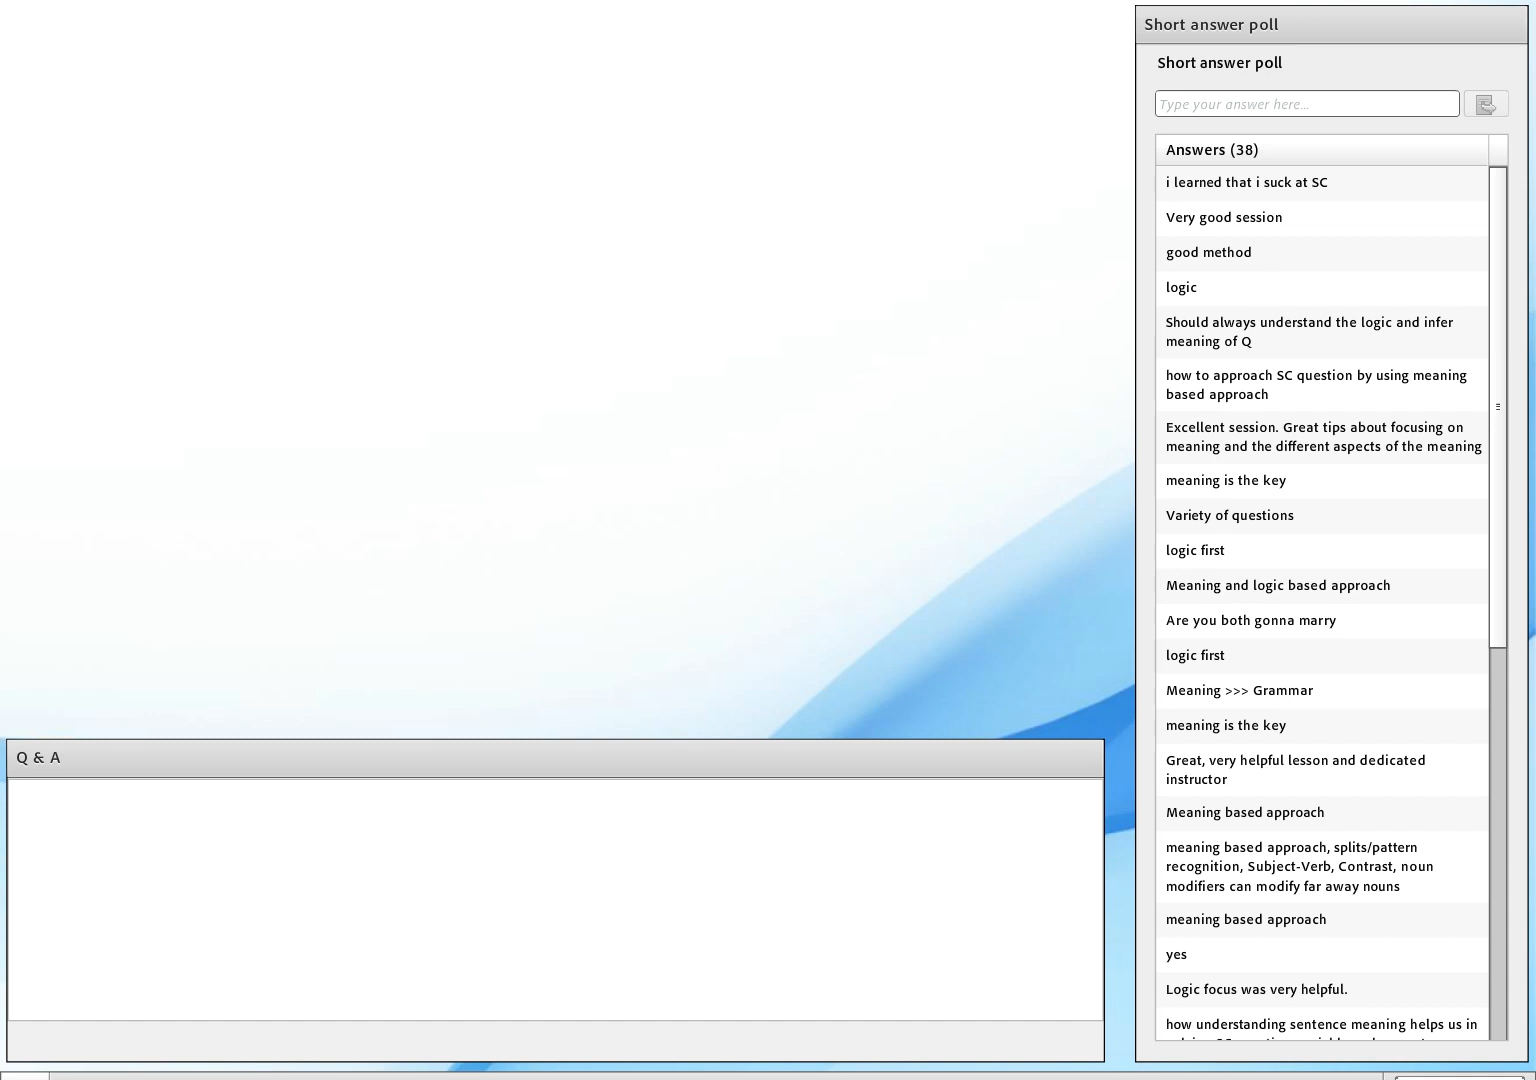 Short answer poll
Short answer poll
Type your answer here...
Answers (38)
i learned that i suck at SC
Very good session
good method
logic
Should always understand the logic and infer
meaning of Q
how to approach SC question by using meaning
based approach
Excellent session. Great tips about focusing on
meaning and the different aspects of the meaning
meaning is the key
Variety of questions
logic first
Meaning and logic based approach
Are you both gonna marry
logic first
Meaning >>> Grammar
meaning is the key
Great, very helpful lesson and dedicated
instructor
Meaning based approach
meaning based approach, splits/pattern
recognition, Subject-Verb, Contrast, noun
modifiers can modify far away nouns
meaning based approach
yes
Logic focus was very helpful.
how understanding sentence meaning helps us in
Q & A